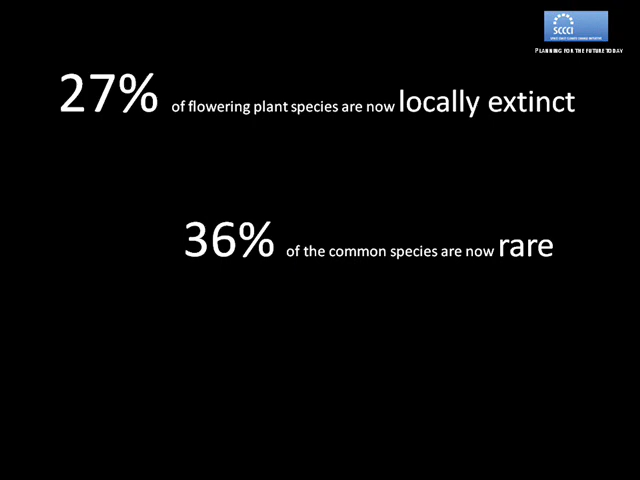 SCCCI
PLANNING FOR THE FUTURE TODAY
27% of flowering plant species are now locally extinct
36% of the common species are now rare